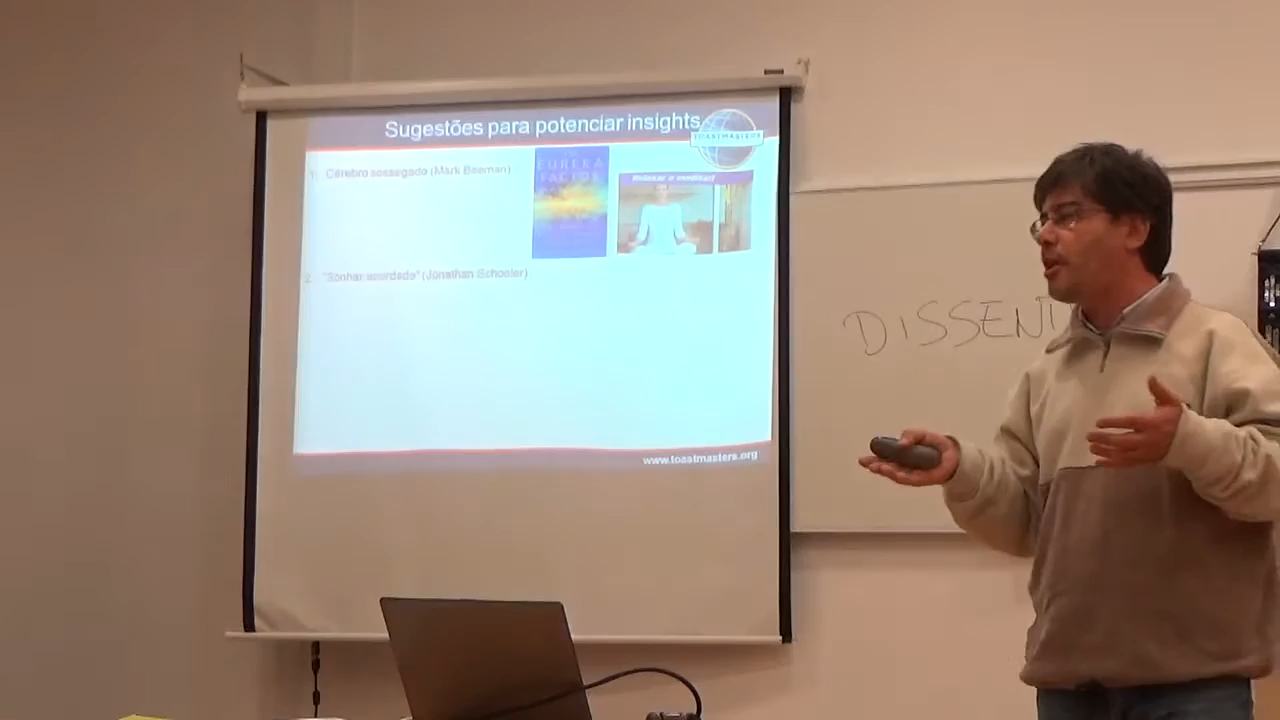 Sugestões para potenciar insights
TOASTMASTERS
1. Cérebro sossegado (Mark Beeman)
EUREKA
FACTOR
Relaxar e meditar!
2. "Sonhar acordado" (Jonathan Schooler)
www.toastmasters.org
DISSENT